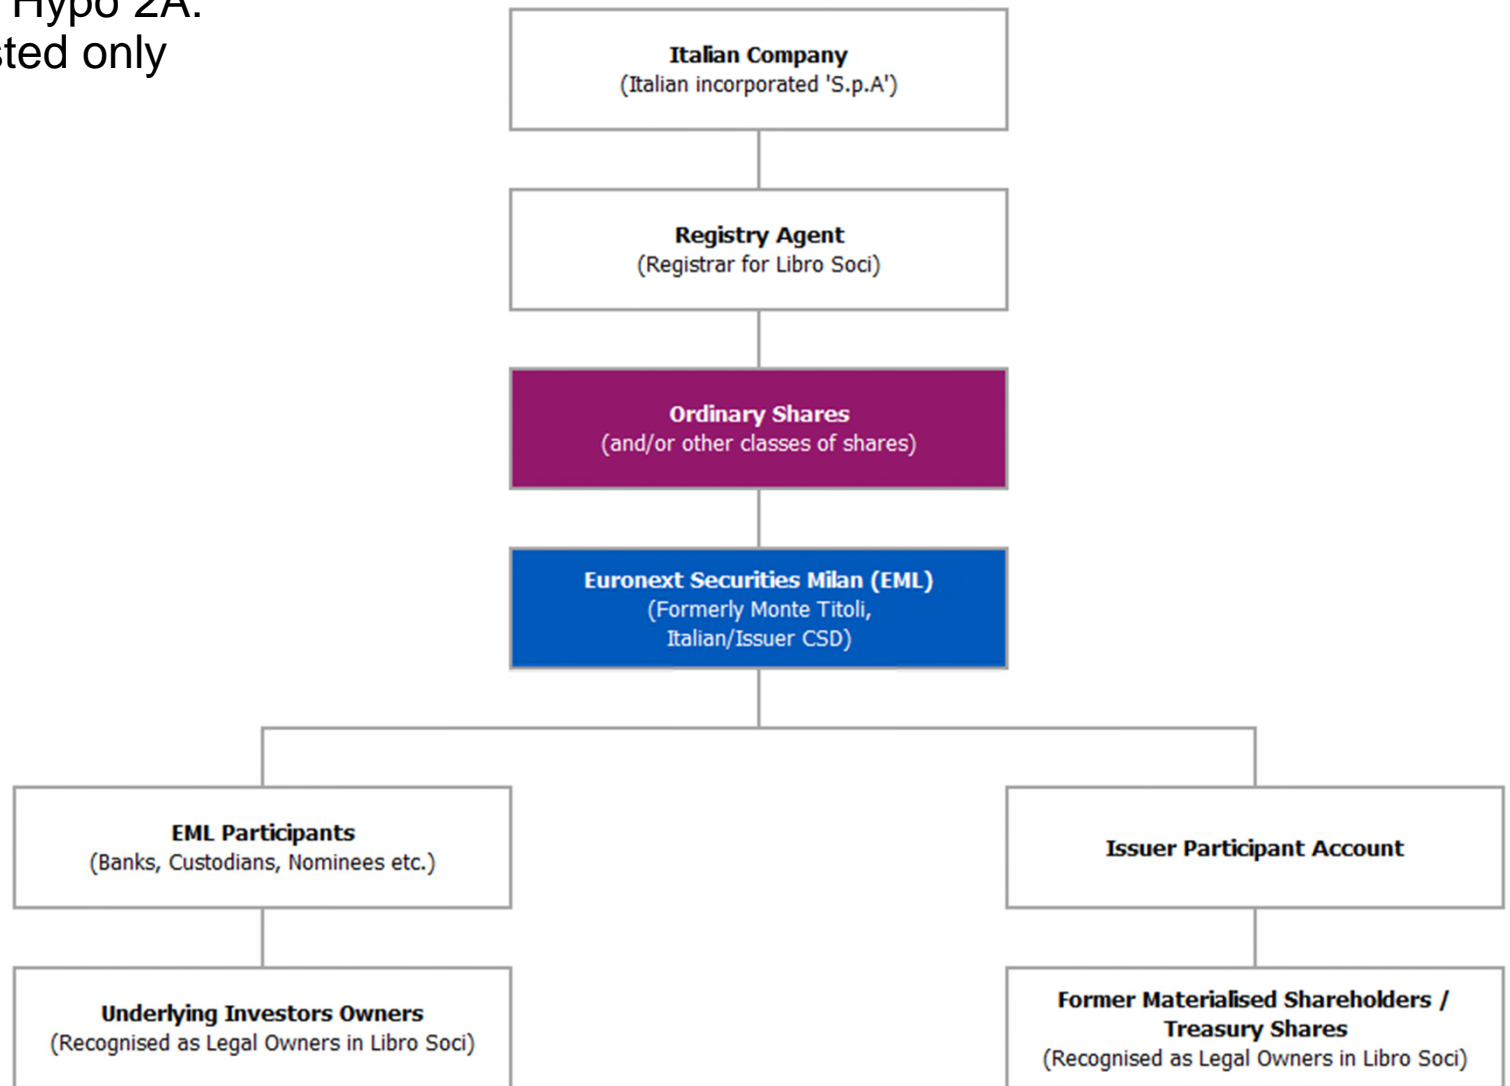 Hypo 2A:
sted only
Italian Company
(Italian incorporated 'S.p.A')
Registry Agent
(Registrar for Libro Soci)
Ordinary Shares
(and/or other classes of shares)
Euronext Securities Milan (EML)
(Formerly Monte Titoli,
Italian/Issuer CSD)
EML Participants
(Banks, Custodians, Nominees etc.)
Issuer Participant Account
Underlying Investors Owners
(Recognised as Legal Owners in Libro Soci)
Former Materialised Shareholders /
Treasury Shares
(Recognised as Legal Owners in Libro Soci)